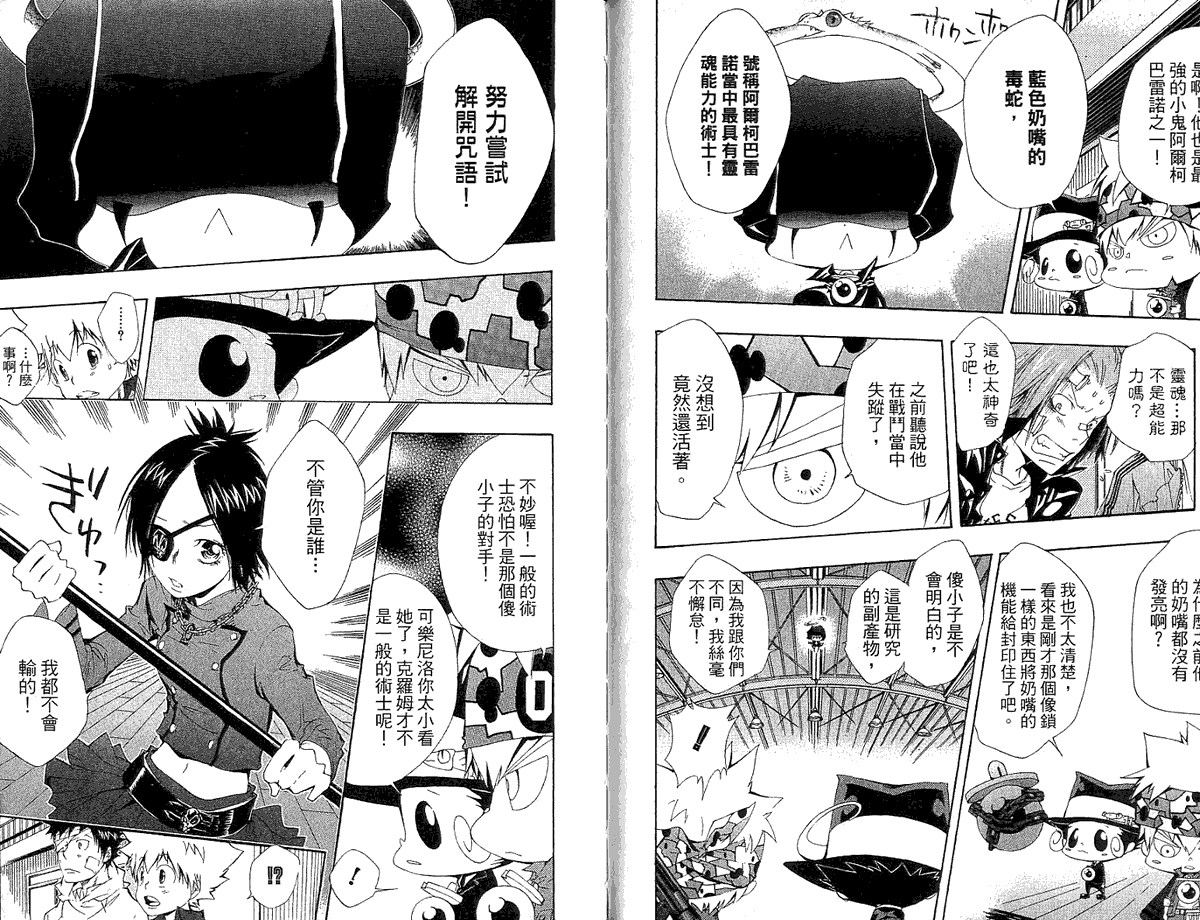 是啊！他也是最
強的小鬼阿爾柯
巴雷諾之一！
藍色奶嘴的
毒蛇，
ホワンホワ
號稱阿爾柯巴雷
諾當中最具有靈
魂能力的術士！
靈魂…那
不是超能
力嗎？
這也太神奇
了吧！
之前聽說他
在戰鬥當中
失蹤了，
沒想到
竟然還活著。
為什麼之前他
的奶嘴都沒有
發亮啊？
我也不太清楚，
看來是剛才那個像鎖
一樣的東西將奶嘴的
機能給封印住了吧。
傻小子是不
會明白的，
這是研究
的副產物，
因為我跟你們
不同，我絲毫
不懈怠！
！！
努力嘗試
解開咒語！
……？
…什麼
事啊？
不妙喔！一般的術
士恐怕不是那個傻
小子的對手！
可樂尼洛你太小看
她了，克羅姆才不
是一般的術士呢！
不管你是誰…
ぎゅっ
我都不會
輸的！
！
!?